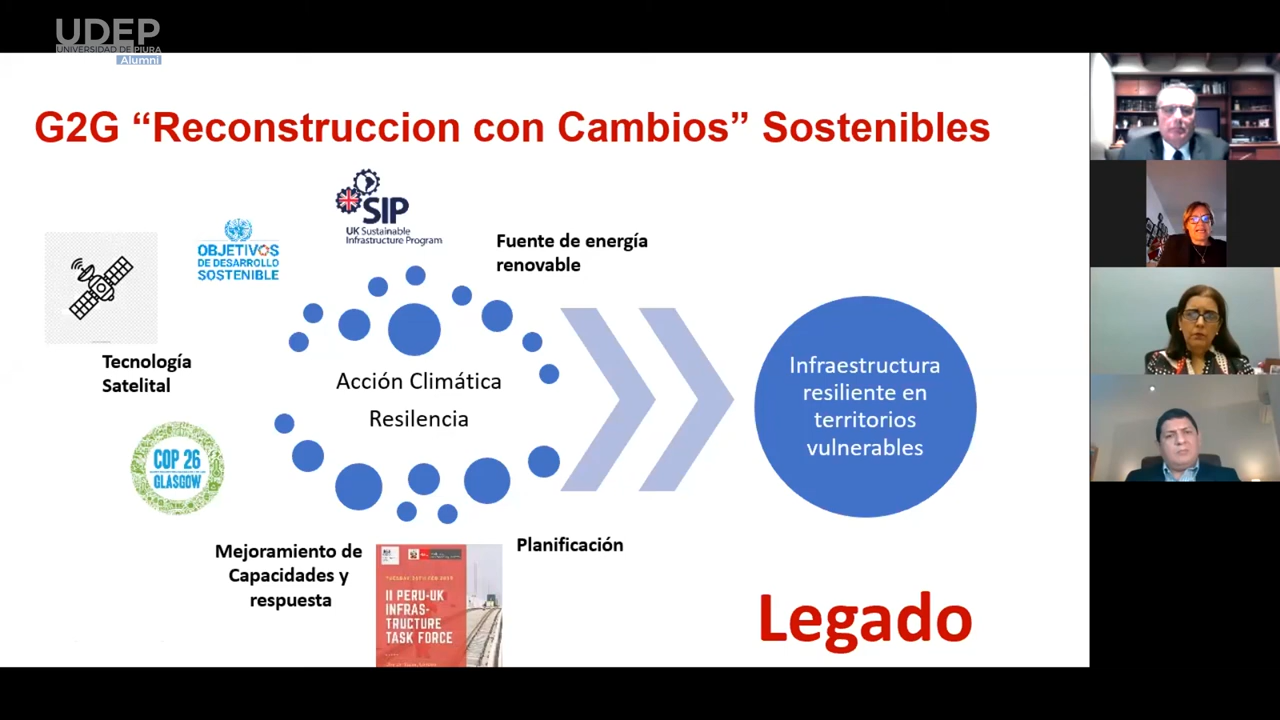 UDEP
UNIVERSIDAD DE PIURA
Alumni
G2G “Reconstruccion con Cambios” Sostenibles
SIP
UK Sustainable
Infrastructure Program
OBJETIVOS
DE DESARROLLO
SOSTENIBLE
Fuente de energía
renovable
Tecnología
Satelital
Acción Climática
Resilencia
Infraestructura
resiliente en
territorios
vulnerables
COP 26
GLASGOW
Mejoramiento de
Capacidades y
respuesta
II PERU-UK
INFRAS-
TRUCTURE
TASK FORCE
Planificación
Legado